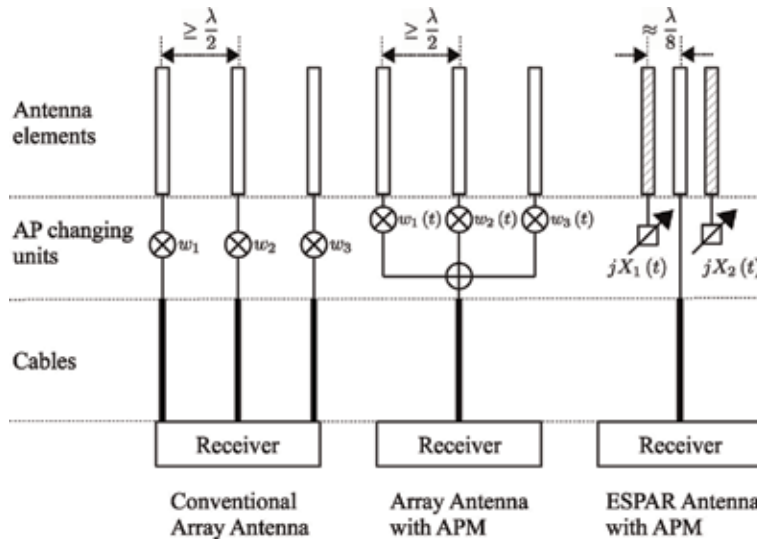 ≥ λ/2
≥ λ/2
≈ λ/8
Antenna
elements
AP changing
units
w₁
w₂
w₃
w₁(t)
w₂(t)
w₃(t)
jX₁(t)
jX₂(t)
Cables
Receiver
Receiver
Receiver
Conventional
Array Antenna
Array Antenna
with APM
ESPAR Antenna
with APM